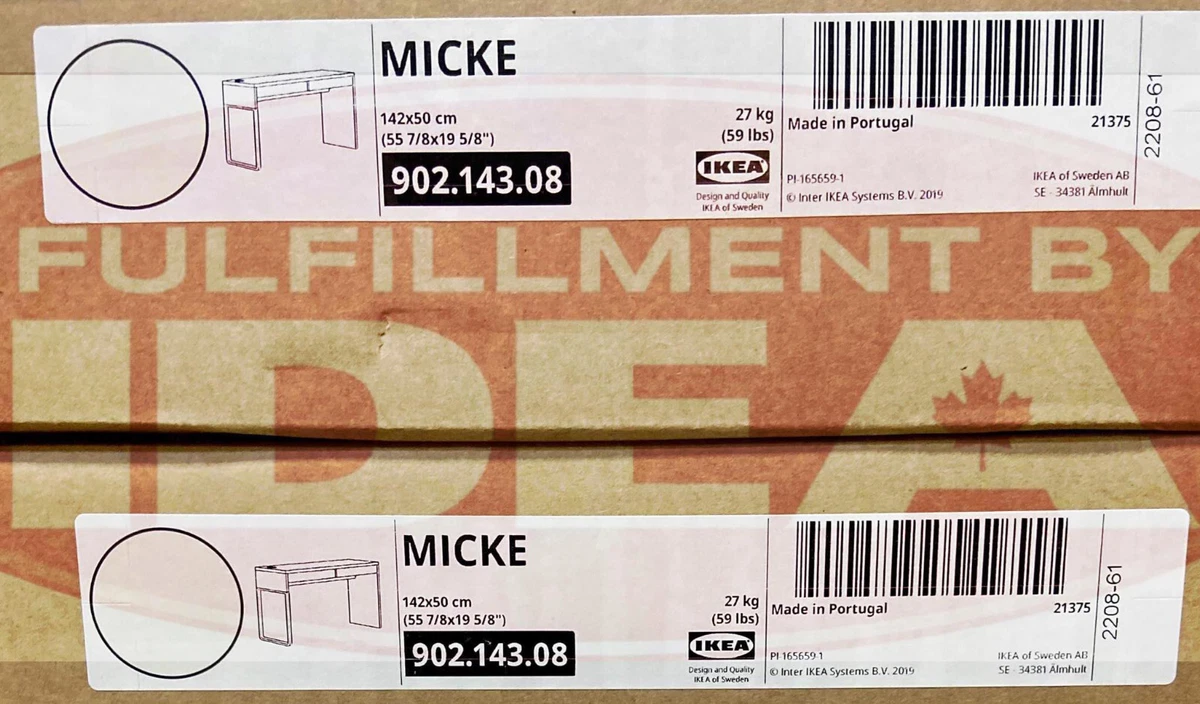 MICKE
142x50 cm
(55 7/8x19 5/8")
902.143.08
27 kg
(59 lbs)
IKEA
Design and Quality
IKEA of Sweden
Made in Portugal
21375
PI-165659-1
© Inter IKEA Systems B.V. 2019
IKEA of Sweden AB
SE - 34381 Älmhult
2208-61
FULFILLMENT BY
IDEA
MICKE
142x50 cm
(55 7/8x19 5/8")
902.143.08
27 kg
(59 lbs)
IKEA
Design and Quality
IKEA of Sweden
Made in Portugal
21375
PI-165659-1
© Inter IKEA Systems B.V. 2019
IKEA of Sweden AB
SE - 34381 Älmhult
2208-61